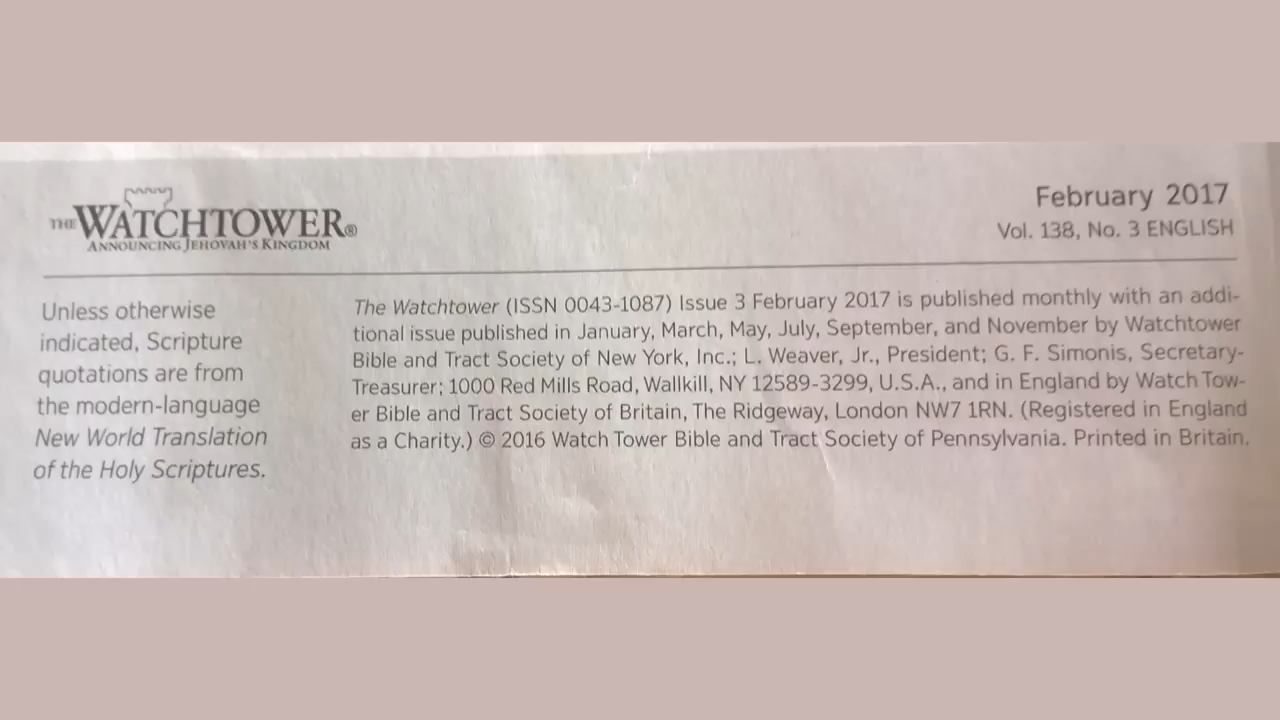 THE WATCHTOWER®
ANNOUNCING JEHOVAH'S KINGDOM
February 2017
Vol. 138, No. 3 ENGLISH
Unless otherwise
indicated, Scripture
quotations are from
the modern-language
New World Translation
of the Holy Scriptures.
The Watchtower (ISSN 0043-1087) Issue 3 February 2017 is published monthly with an addi-
tional issue published in January, March, May, July, September, and November by Watchtower
Bible and Tract Society of New York, Inc.; L. Weaver, Jr., President; G. F. Simonis, Secretary-
Treasurer; 1000 Red Mills Road, Wallkill, NY 12589-3299, U.S.A., and in England by Watch Tow-
er Bible and Tract Society of Britain, The Ridgeway, London NW7 1RN. (Registered in England
as a Charity.) © 2016 Watch Tower Bible and Tract Society of Pennsylvania. Printed in Britain.